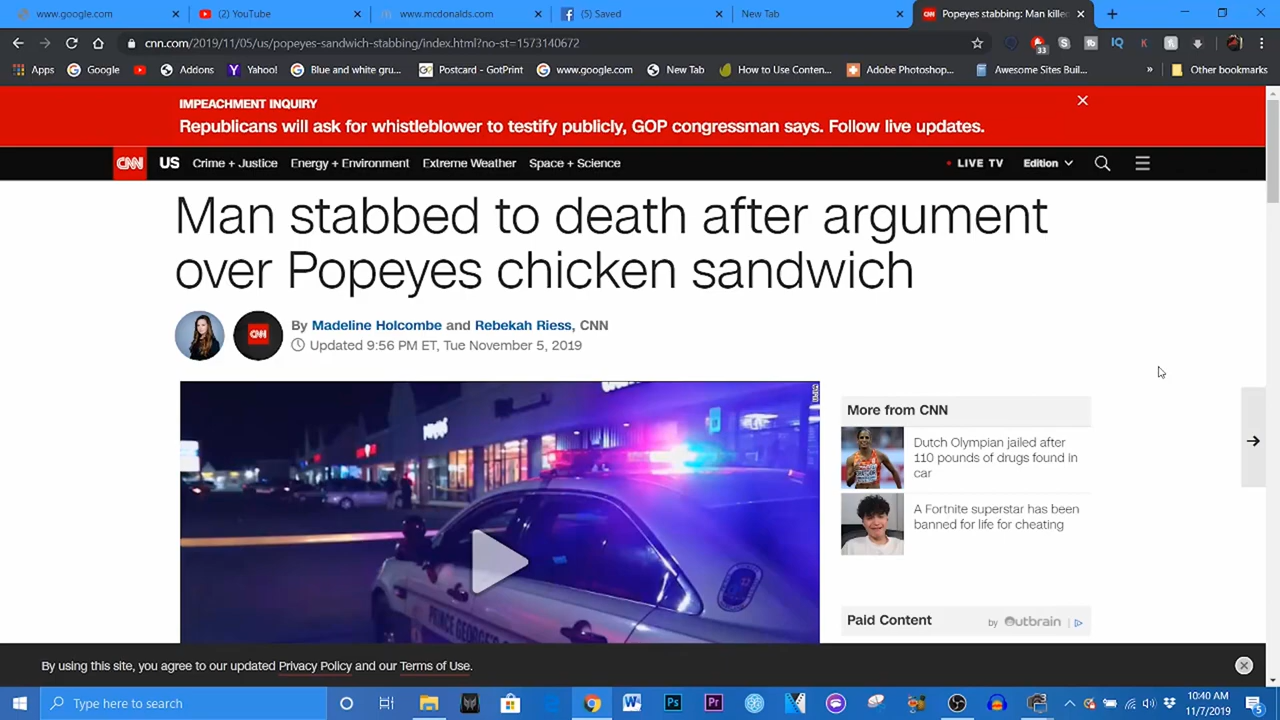 www.google.com
(2) YouTube
www.mcdonalds.com
(5) Saved
New Tab
Popeyes stabbing: Man kille
cnn.com/2019/11/05/us/popeyes-sandwich-stabbing/index.html?no-st=1573140672
33
IQ
K
Apps
Google
Addons
Yahoo!
Blue and white gru...
Postcard - GotPrint
www.google.com
New Tab
How to Use Conten...
Adobe Photoshop...
Awesome Sites Buil...
»
Other bookmarks
IMPEACHMENT INQUIRY
Republicans will ask for whistleblower to testify publicly, GOP congressman says. Follow live updates.
CNN
US
Crime + Justice
Energy + Environment
Extreme Weather
Space + Science
LIVE TV
Edition
Man stabbed to death after argument
over Popeyes chicken sandwich
CNN
By Madeline Holcombe and Rebekah Riess, CNN
Updated 9:56 PM ET, Tue November 5, 2019
More from CNN
Dutch Olympian jailed after
110 pounds of drugs found in
car
A Fortnite superstar has been
banned for life for cheating
Paid Content
by Outbrain
By using this site, you agree to our updated Privacy Policy and our Terms of Use.
Type here to search
W
Ps
Pr
10:40 AM
11/7/2019
5